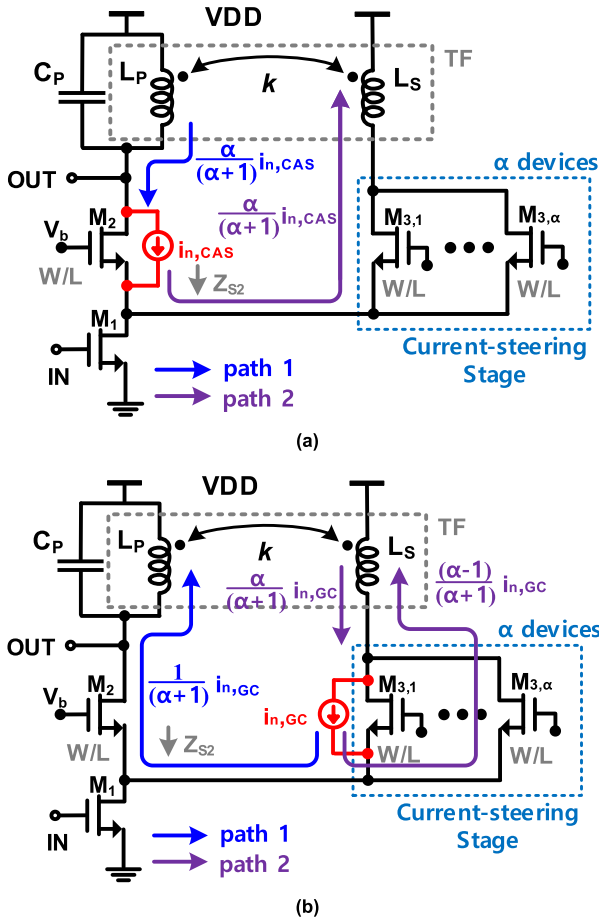 VDD
TF
C_P
L_P
k
L_S
α/(α+1) i_n,CAS
α devices
OUT
α/(α+1) i_n,CAS
V_b
M_2
i_n,CAS
M_3,1
M_3,α
W/L
Z_S2
W/L
W/L
M_1
IN
path 1
path 2
Current-steering
Stage
(a)
VDD
TF
C_P
L_P
k
L_S
α/(α+1) i_n,GC
(α-1)/(α+1) i_n,GC
α devices
OUT
1/(α+1) i_n,GC
V_b
M_2
i_n,GC
M_3,1
M_3,α
W/L
Z_S2
W/L
W/L
M_1
IN
path 1
path 2
Current-steering
Stage
(b)